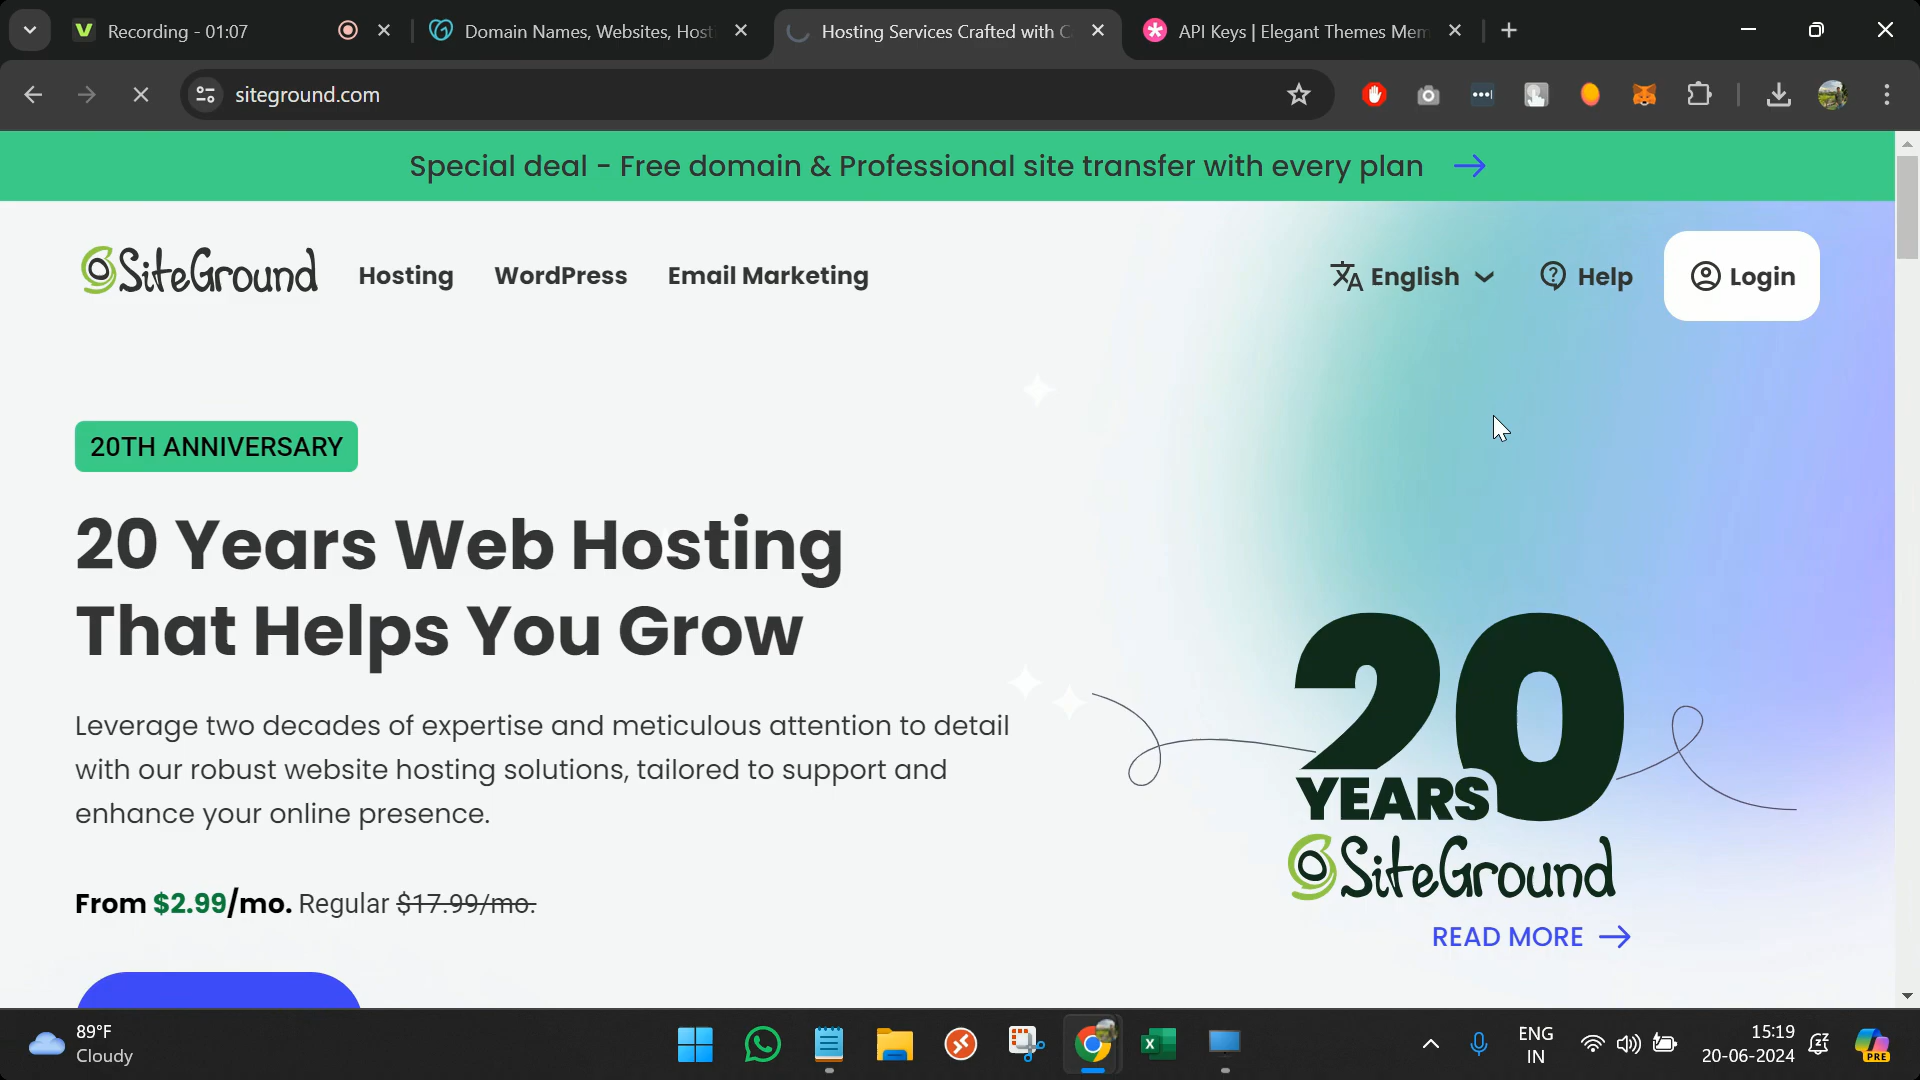 Recording - 01:07
Domain Names, Websites, Host
Hosting Services Crafted with C
API Keys | Elegant Themes Mem
siteground.com
Special deal - Free domain & Professional site transfer with every plan
SiteGround
Hosting
WordPress
Email Marketing
English
Help
Login
20TH ANNIVERSARY
20 Years Web Hosting
That Helps You Grow
Leverage two decades of expertise and meticulous attention to detail
with our robust website hosting solutions, tailored to support and
enhance your online presence.
From $2.99/mo. Regular $17.99/mo.
20
YEARS
SiteGround
READ MORE
89°F
Cloudy
ENG
IN
15:19
20-06-2024
PRE